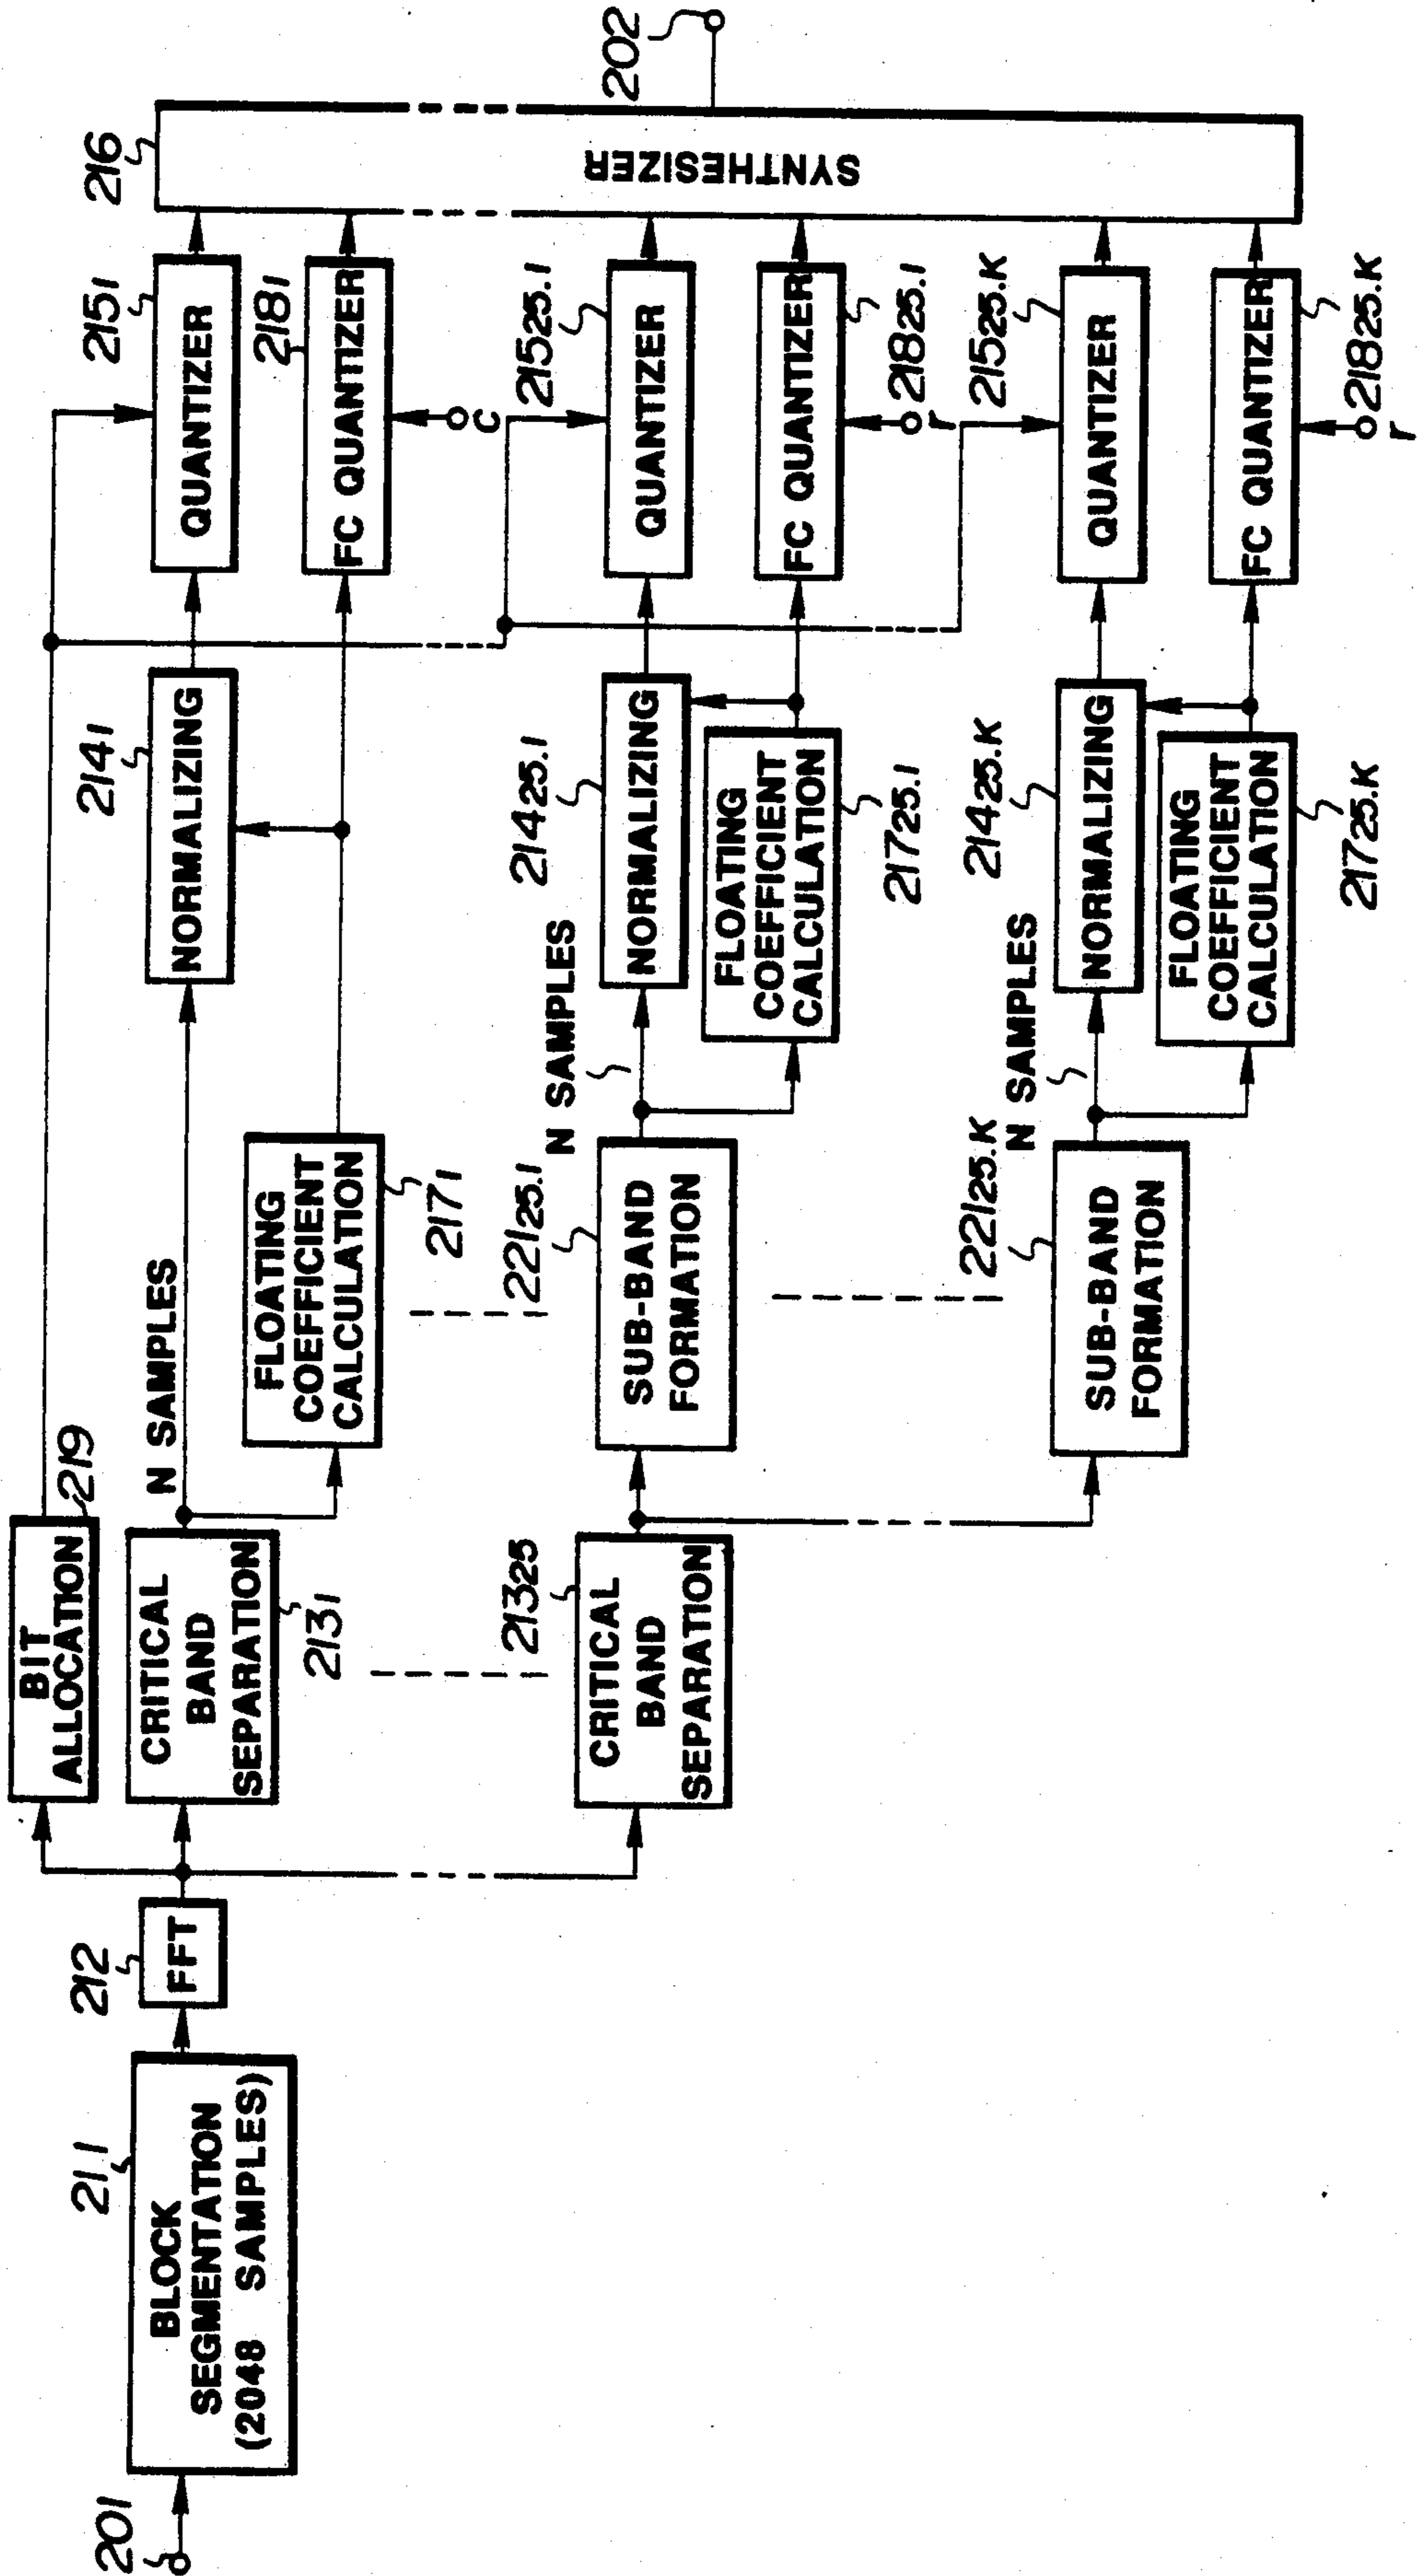 201
211
BLOCK
SEGMENTATION
(2048 SAMPLES)
212
FFT
BIT
ALLOCATION
219
CRITICAL
BAND
SEPARATION
213₁
N SAMPLES
FLOATING
COEFFICIENT
CALCULATION
217₁
214₁
NORMALIZING
215₁
QUANTIZER
218₁
FC QUANTIZER
c
216
SYNTHESIZER
202
213₂₅
CRITICAL
BAND
SEPARATION
221₂₅.₁
SUB-BAND
FORMATION
N SAMPLES
214₂₅.₁
NORMALIZING
FLOATING
COEFFICIENT
CALCULATION
217₂₅.₁
215₂₅.₁
QUANTIZER
FC QUANTIZER
218₂₅.₁
r
221₂₅.K
SUB-BAND
FORMATION
N SAMPLES
214₂₅.K
NORMALIZING
FLOATING
COEFFICIENT
CALCULATION
217₂₅.K
215₂₅.K
QUANTIZER
FC QUANTIZER
218₂₅.K
r